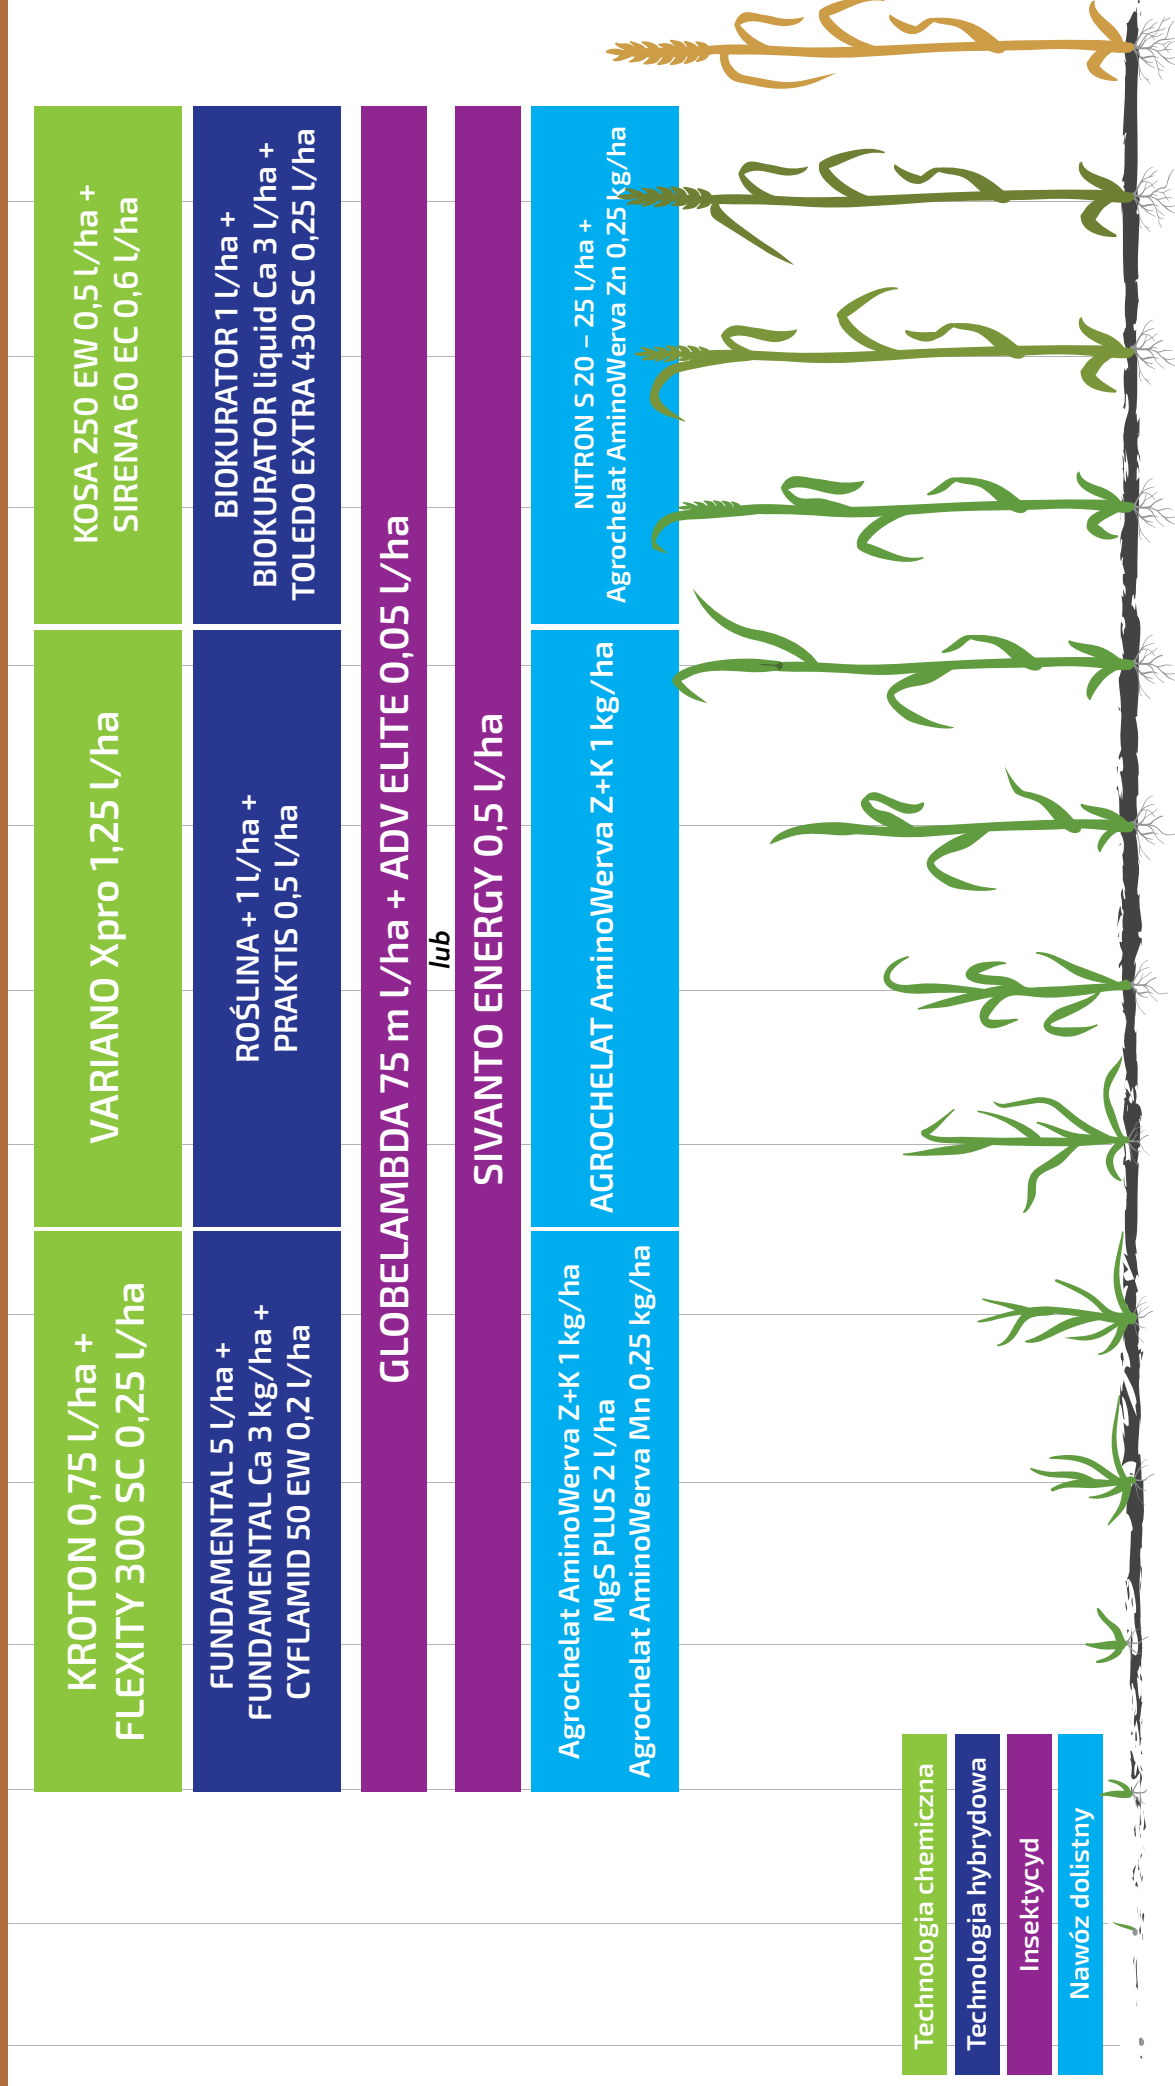 KROTON 0,75 l/ha +
FLEXITY 300 SC 0,25 l/ha
VARIANO Xpro 1,25 l/ha
KOSA 250 EW 0,5 l/ha +
SIRENA 60 EC 0,6 l/ha
FUNDAMENTAL 5 l/ha +
FUNDAMENTAL Ca 3 kg/ha +
CYFLAMID 50 EW 0,2 l/ha
ROŚLINA + 1 l/ha +
PRAKTIS 0,5 l/ha
BIOKURATOR 1 l/ha +
BIOKURATOR liquid Ca 3 l/ha +
TOLEDO EXTRA 430 SC 0,25 l/ha
GLOBELAMBDA 75 m l/ha + ADV ELITE 0,05 l/ha
lub
SIVANTO ENERGY 0,5 l/ha
Agrochelat AminoWerva Z+K 1 kg/ha
MgS PLUS 2 l/ha
Agrochelat AminoWerva Mn 0,25 kg/ha
AGROCHELAT AminoWerva Z+K 1 kg/ha
NITRON S 20 – 25 l/ha +
Agrochelat AminoWerva Zn 0,25 kg/ha
Technologia chemiczna
Technologia hybrydowa
Insektycyd
Nawóz dolistny